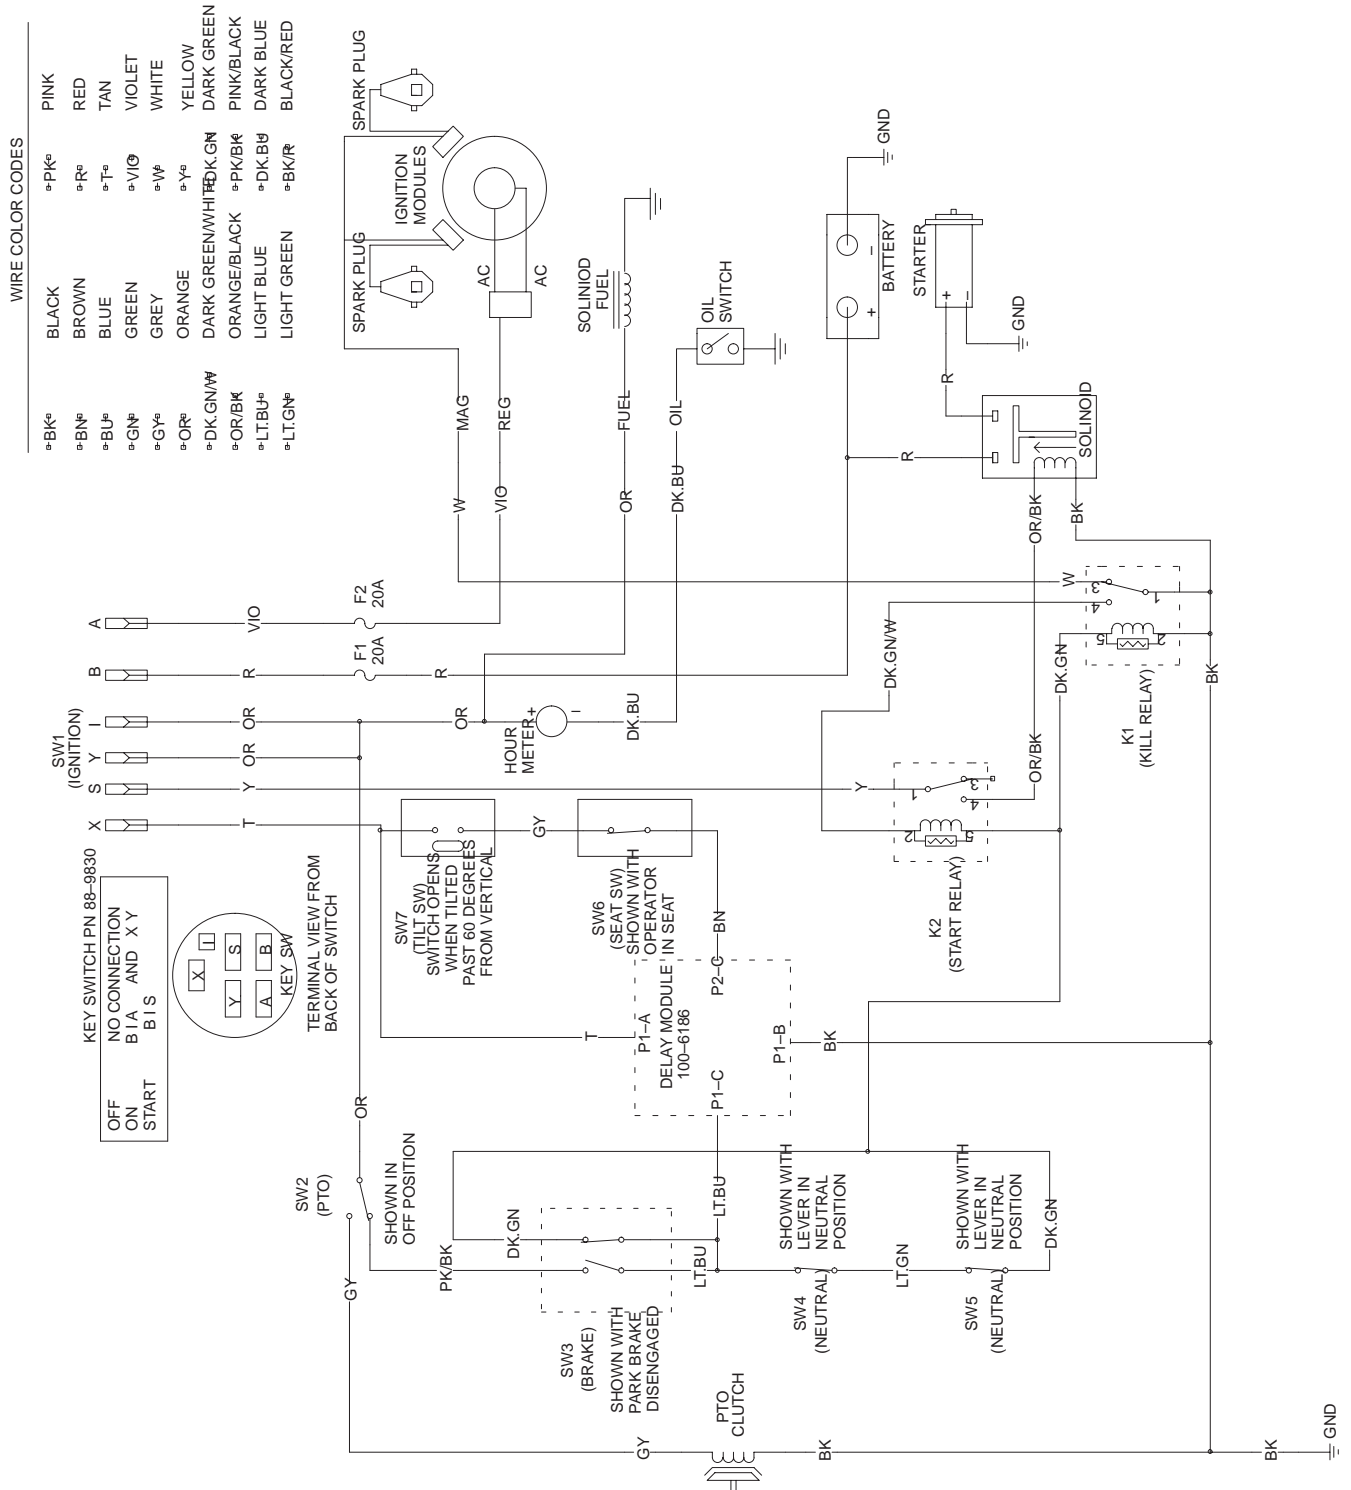 WIRE COLOR CODES
BK BLACK PK PINK
BN BROWN R RED
BU BLUE T TAN
GN GREEN VIO VIOLET
GY GREY W WHITE
OR ORANGE Y YELLOW
DK.GN/W DARK GREEN/WHITE DK.GN DARK GREEN
OR/BK ORANGE/BLACK PK/BK PINK/BLACK
LT.BU LIGHT BLUE DK.BU DARK BLUE
LT.GN LIGHT GREEN BK/R BLACK/RED
SPARK PLUG
SPARK PLUG
IGNITION
MODULES
AC
AC
SOLINIOD
FUEL
OIL
SWITCH
BATTERY
+
−
GND
STARTER
+
−
GND
R
SOLINOID
R
MAG
REG
FUEL
OIL
W
VIO
OR
DK.BU
OR/BK
BK
SW1
(IGNITION)
A
B
I
Y
S
X
VIO
R
OR
OR
Y
T
F2
20A
F1
20A
R
OR
HOUR
METER
+
−
DK.BU
W
3
4
1
5
2
K1
(KILL RELAY)
DK.GN/W
DK.GN
BK
OR/BK
Y
1
3
4
2
5
K2
(START RELAY)
KEY SWITCH PN 88–9830
OFF NO CONNECTION
ON B I A AND X Y
START B I S
X
I
Y
S
A
B
KEY SW
TERMINAL VIEW FROM
BACK OF SWITCH
SW7
(TILT SW)
SWITCH OPENS
WHEN TILTED
PAST 60 DEGREES
FROM VERTICAL
GY
SW6
(SEAT SW)
SHOWN WITH
OPERATOR
IN SEAT
BN
T
P1–A
P2–C
DELAY MODULE
100–6186
P1–C
P1–B
BK
OR
SW2
(PTO)
SHOWN IN
OFF POSITION
GY
PK/BK
DK.GN
SW3
(BRAKE)
SHOWN WITH
PARK BRAKE
DISENGAGED
LT.BU
LT.BU
SHOWN WITH
LEVER IN
NEUTRAL
POSITION
SW4
(NEUTRAL)
LT.GN
SHOWN WITH
LEVER IN
NEUTRAL
POSITION
SW5
(NEUTRAL)
DK.GN
GY
PTO
CLUTCH
BK
BK
GND